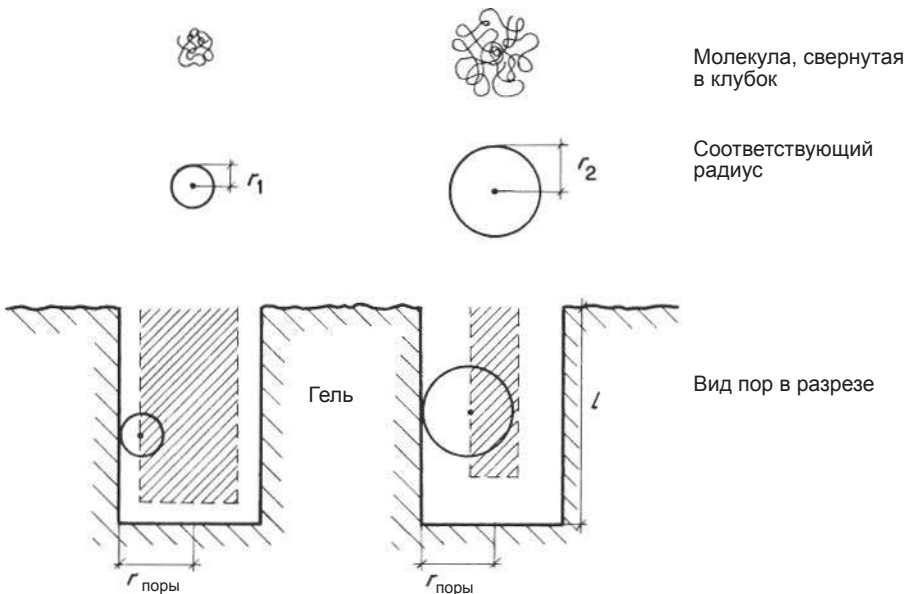 Молекула, свернутая
в клубок
r1
r2
Соответствующий
радиус
Гель
l
Вид пор в разрезе
r поры
r поры